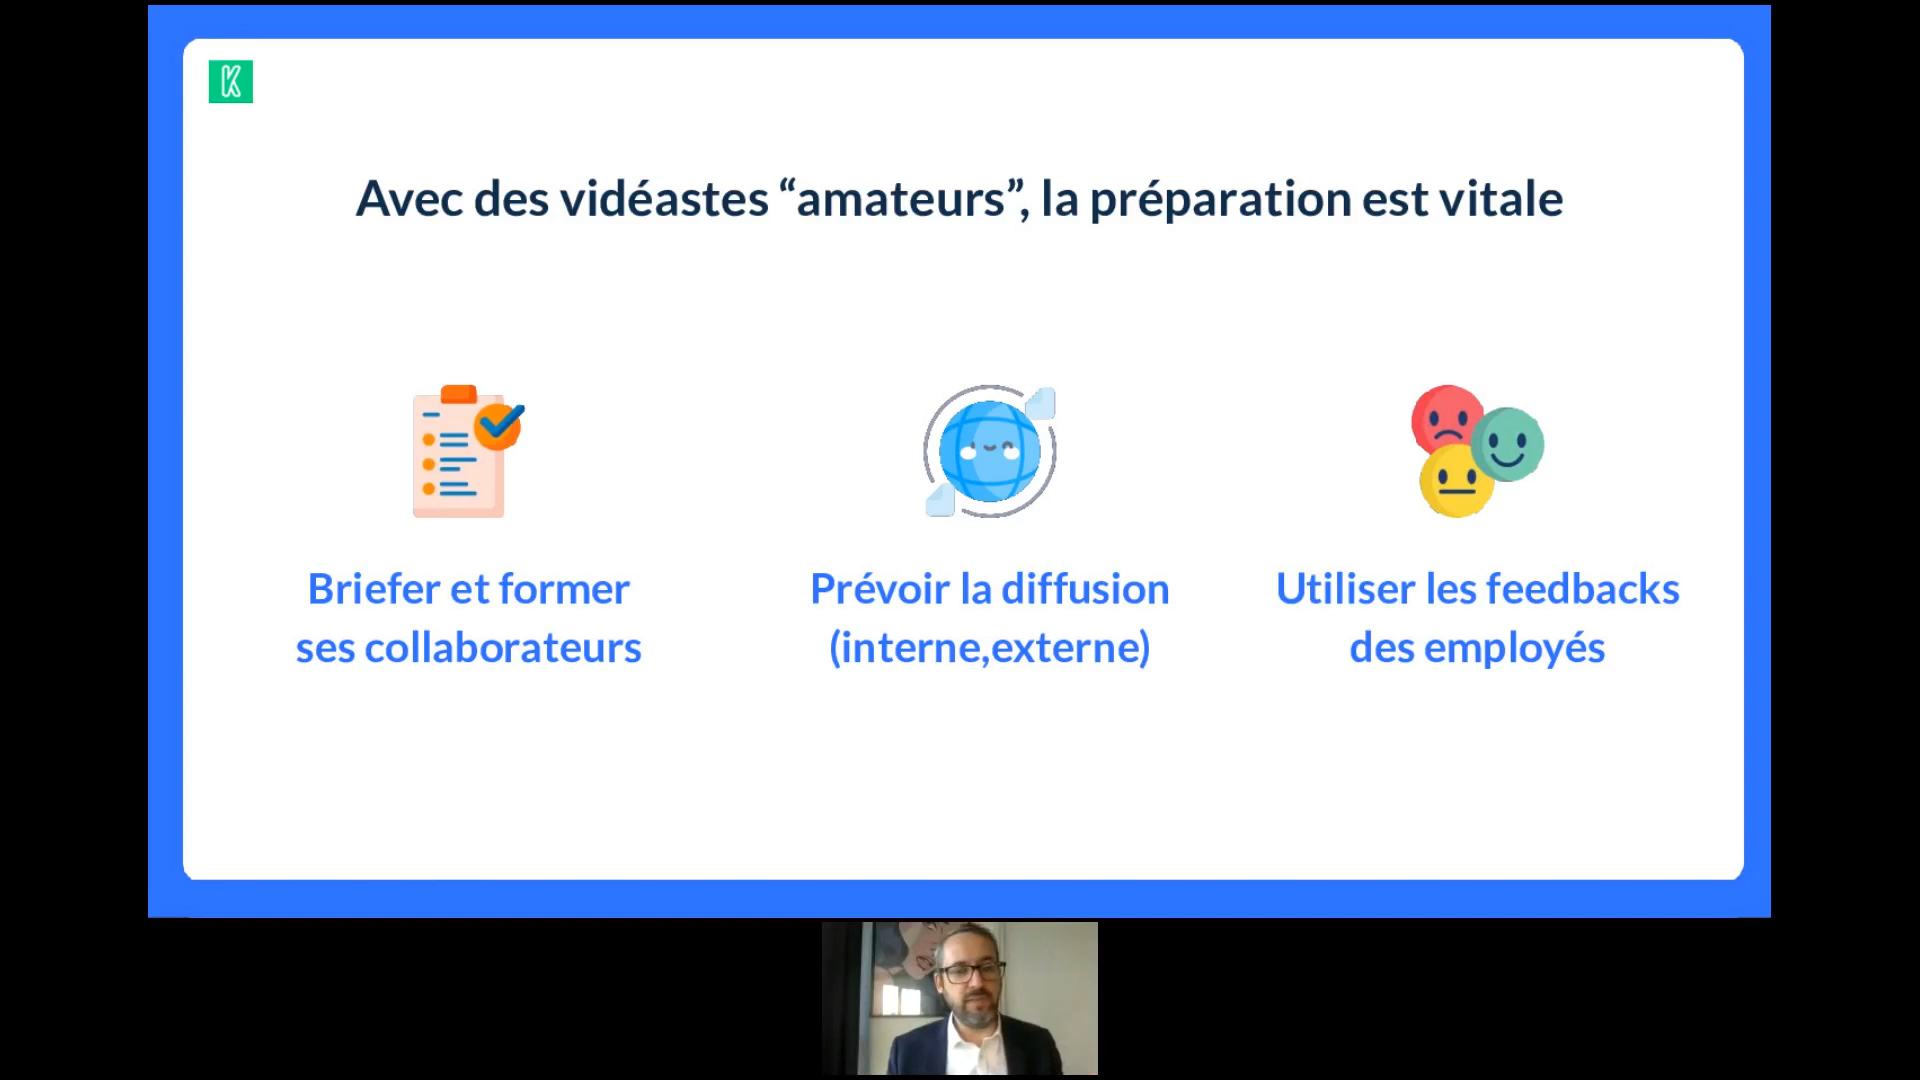 K
Avec des vidéastes “amateurs”, la préparation est vitale
Briefer et former
ses collaborateurs
Prévoir la diffusion
(interne,externe)
Utiliser les feedbacks
des employés